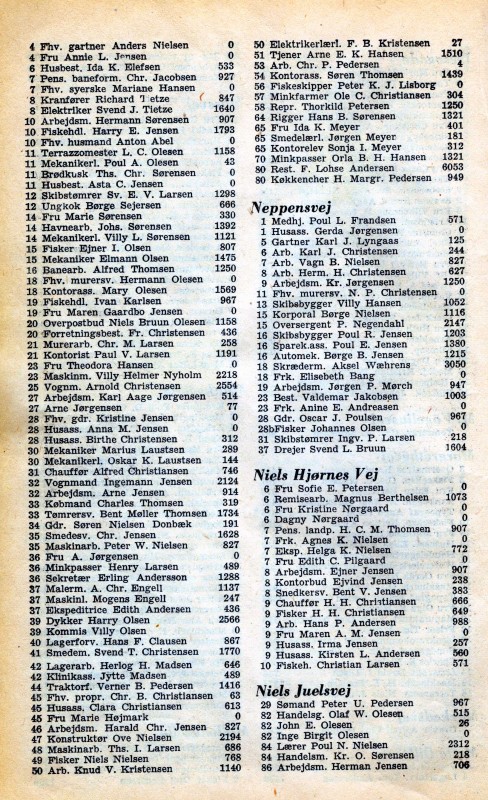 4 Fhv. gartner Anders Nielsen 0
4 Fru Annie L. Jensen 0
6 Husbest. Ida K. Elefsen 533
7 Pens. baneform. Chr. Jacobsen 927
7 Fhv. syerske Mariane Hansen 0
8 Kranfører Richard Tietze 847
8 Elektriker Svend J. Tietze 1640
10 Arbejdsm. Hermann Sørensen 907
10 Fiskehdl. Harry E. Jensen 1793
10 Fhv. husmand Anton Abel 0
11 Terrazzomester L. C. Olesen 1158
11 Mekanikerl. Poul A. Olesen 43
11 Brødkusk Ths. Chr. Sørensen 0
11 Husbest. Asta C. Jensen 0
12 Skibstømrer Sv. E. V. Larsen 1298
12 Ungkok Børge Sejersen 666
14 Fru Marie Sørensen 330
14 Havnearb. Johs. Sørensen 1392
14 Mekanikerl. Villy L. Sørensen 1121
15 Fisker Ejner I. Olsen 807
15 Mekaniker Elmann Olsen 1475
16 Banearb. Alfred Thomsen 1250
18 Fhv. murersv. Hermann Olesen 0
18 Kontorass. Mary Olesen 1569
19 Fiskehdl. Ivan Karlsen 967
19 Fru Maren Gaardbo Jensen 0
20 Overpostbud Niels Bruun Olesen 1158
20 Forretningsbest. Fr. Christensen 436
21 Murerarb. Chr. M. Larsen 258
21 Kontorist Paul V. Larsen 1191
23 Fru Theodora Hansen 0
23 Maskinm. Villy Helmer Nyholm 2218
25 Vognm. Arnold Christensen 2554
27 Arbejdsm. Karl Aage Jørgensen 514
27 Arne Jørgensen 77
28 Fhv. gdr. Kristine Jensen 0
28 Husass. Anna M. Jensen 0
28 Husass. Birthe Christensen 312
30 Mekaniker Marius Laustsen 289
30 Mekanikerl. Oskar K. Laustsen 144
31 Chauffør Alfred Christiansen 746
32 Vognmand Ingemann Jensen 2124
32 Arbejdsm. Arne Jensen 914
33 Købmand Charles Thomsen 319
33 Tømrersv. Bent Møller Thomsen 1734
34 Gdr. Søren Nielsen Donbæk 191
35 Smedesv. Chr. Jensen 1628
35 Maskinarb. Peter W. Nielsen 827
36 Fru A. Jørgensen 0
36 Minkpasser Henry Larsen 489
36 Sekretær Erling Andersson 1288
37 Malerm. A. Chr. Engell 1137
37 Maskinl. Mogens Engell 247
37 Ekspeditrice Edith Andersen 436
39 Dykker Harry Olsen 2566
39 Kommis Villy Olsen 0
40 Lagerforv. Hans F. Clausen 867
41 Smedem. Svend T. Christensen 1770
42 Lagerarb. Herlog H. Madsen 646
42 Klinikass. Jytte Madsen 489
44 Traktorf. Verner B. Pedersen 1416
45 Fhv. propr. Chr. B. Christiansen 63
45 Husass. Clara Christiansen 613
45 Fru Marie Højmark 0
46 Arbejdsm. Harald Chr. Jensen 827
47 Konstruktør Ove Nielsen 2194
48 Maskinarb. Ths. I. Larsen 686
49 Fisker Niels Nielsen 768
50 Arb. Knud V. Kristensen 1140
50 Elektrikerlærl. F. B. Kristensen 27
51 Tjener Arne E. K. Hansen 1510
53 Arb. Chr. P. Pedersen 4
54 Kontorass. Søren Thomsen 1439
56 Fiskeskipper Peter K. J. Lisborg 0
57 Minkfarmer Ole C. Christiansen 304
58 Repr. Thorkild Petersen 1250
64 Rigger Hans B. Sørensen 1321
65 Fru Ida K. Meyer 401
65 Smedelærl. Jørgen Meyer 181
65 Kontorelev Sonja I. Meyer 312
70 Minkpasser Orla B. H. Hansen 1321
80 Rest. F. Lohse Andersen 6053
80 Køkkencher H. Margr. Pedersen 949
Neppensvej
1 Medhj. Poul L. Frandsen 571
1 Husass. Gerda Jørgensen 0
5 Gartner Karl J. Lyngaas 125
6 Arb. Karl J. Christensen 244
7 Arb. Vagn B. Nielsen 827
8 Arb. Herm. H. Christensen 627
9 Arbejdsm. Kr. Jørgensen 1250
11 Fhv. murersv. N. P. Christensen 0
13 Skibsbygger Villy Hansen 1052
15 Korporal Børge Nielsen 1116
15 Oversergent P. Negendahl 2147
16 Skibsbygger Poul R. Jensen 1203
16 Sparek.ass. Poul E. Jensen 1380
16 Automek. Børge B. Jensen 1215
18 Skræderm. Aksel Wæhrens 3050
18 Frk. Elisebeth Bang 0
19 Arbejdsm. Jørgen P. Mørch 947
23 Best. Valdemar Jakobsen 1003
23 Frk. Anine E. Andreasen 0
28 Gdr. Oscar J. Poulsen 967
28b Fisker Johannes Olsen 0
31 Skibstømrer Ingv. P. Larsen 218
37 Drejer Svend L. Bruun 1604
Niels Hjørnes Vej
6 Fru Sofie E. Petersen 0
6 Remisearb. Magnus Berthelsen 1073
6 Fru Kristine Nørgaard 0
6 Dagny Nørgaard 0
7 Pens. landp. H. C. M. Thomsen 907
7 Frk. Agnes K. Nielsen 0
7 Eksp. Helga K. Nielsen 772
7 Fru Edith C. Pilgaard 0
8 Arbejdsm. Ejner Jensen 907
8 Kontorbud Ejvind Jensen 238
8 Snedkersv. Bent V. Jensen 383
9 Chauffør H. H. Christiansen 666
9 Fisker H. H. Christiansen 649
9 Arb. Hans P. Andersen 988
9 Fru Maren A. M. Jensen 0
9 Husass. Irma Jensen 257
9 Husass. Kirsten L. Andersen 560
10 Fiskeh. Christian Larsen 571
Niels Juelsvej
29 Sømand Peter U. Pedersen 967
82 Handelsg. Olaf W. Olesen 515
82 John E. Olesen 26
82 Inge Birgit Olesen 0
84 Lærer Poul N. Nielsen 2312
84 Handelsm. Kr. O. Sørensen 218
86 Arbejdsm. Herman Jensen 706